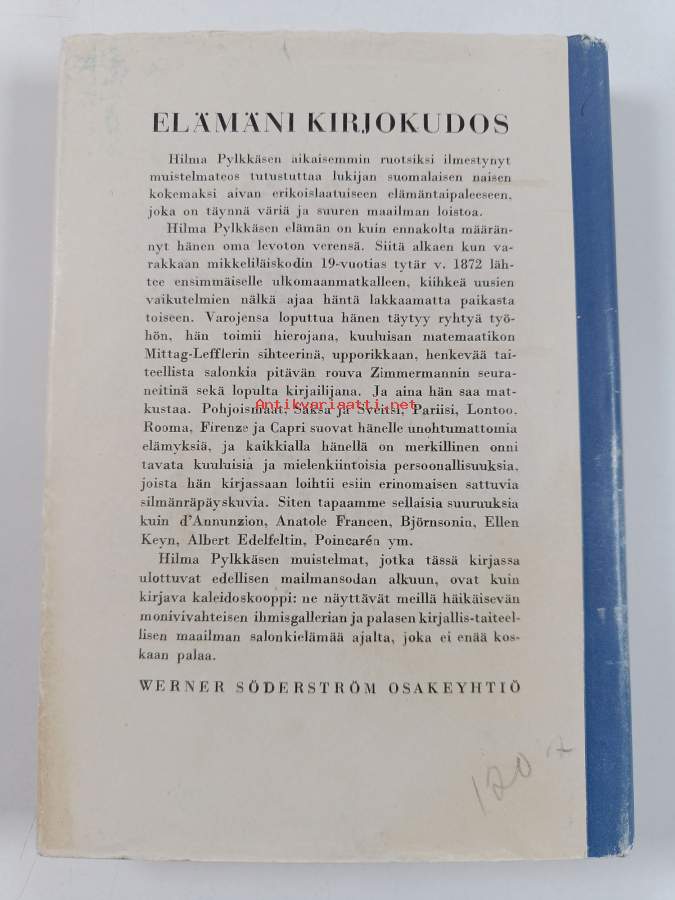 ELÄMÄNI KIRJOKUDOS
Hilma Pylkkäsen aikaisemmin ruotsiksi ilmestynyt
muistelmateos tutustuttaa lukijan suomalaisen naisen
kokemaksi aivan erikoislaatuiseen elämäntaipaleeseen,
joka on täynnä väriä ja suuren maailman loistoa.
Hilma Pylkkäsen elämän on kuin ennakolta määrän-
nyt hänen oma levoton verensä. Siitä alkaen kun va-
rakkaan mikkeliläiskodin 19-vuotias tytär v. 1872 läh-
tee ensimmäiselle ulkomaanmatkalleen, kiihkeä uusien
vaikutelmien nälkä ajaa häntä lakkaamatta paikasta
toiseen. Varojensa loputtua hänen täytyy ryhtyä työ-
hön, hän toimii hierojana, kuuluisan matemaatikon
Mittag-Lefflerin sihteerinä, upporikkaan, henkevää tai-
teellista salonkia pitävän rouva Zimmermannin seura-
neitinä sekä lopulta kirjailijana. Ja aina hän saa mat-
kustaa. Pohjoismaat, Saksa ja Sveitsi, Pariisi, Lontoo,
Antikvariaatti.net
Rooma, Firenze ja Capri suovat hänelle unohtumattomia
elämyksiä, ja kaikkialla hänellä on merkillinen onni
tavata kuuluisia ja mielenkiintoisia persoonallisuuksia,
joista hän kirjassaan loihtii esiin erinomaisen sattuvia
silmänräpäyskuvia. Siten tapaamme sellaisia suuruuksia
kuin d'Annunzion, Anatole Francen, Björnsonin, Ellen
Keyn, Albert Edelfeltin, Poincarén ym.
Hilma Pylkkäsen muistelmat, jotka tässä kirjassa
ulottuvat edellisen mailmansodan alkuun, ovat kuin
kirjava kaleidoskooppi: ne näyttävät meillä häikäisevän
monivivahteisen ihmisgallerian ja palasen kirjallis-taiteel-
lisen maailman salonkielämää ajalta, joka ei enää kos-
kaan palaa.
WERNER SÖDERSTRÖM OSAKEYHTIÖ
120